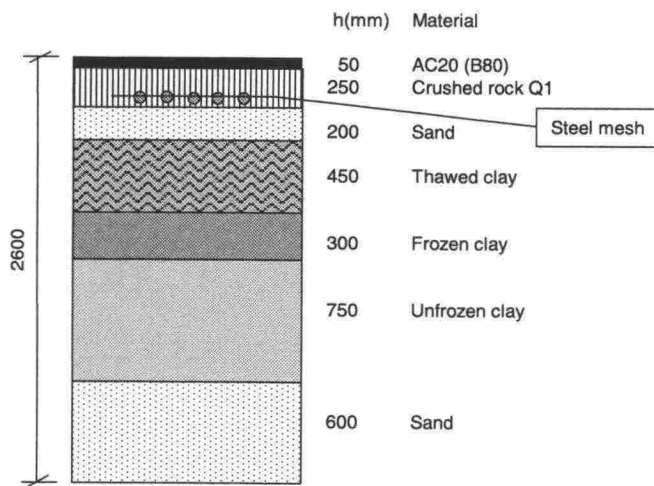 h(mm) Material
50 AC20 (B80)
250 Crushed rock Q1
Steel mesh
200 Sand
450 Thawed clay
2600
300 Frozen clay
750 Unfrozen clay
600 Sand